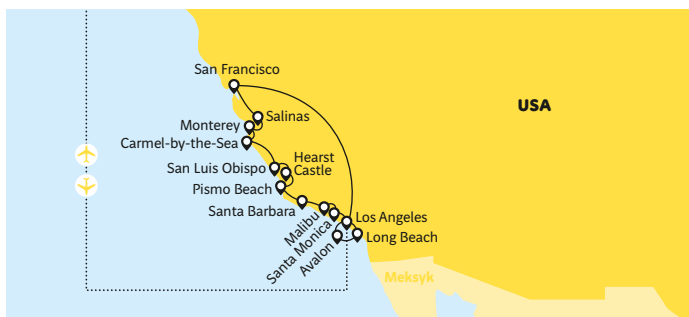 San Francisco
USA
Salinas
Monterey
Carmel-by-the-Sea
San Luis Obispo
Hearst
Castle
Pismo Beach
Santa Barbara
Malibu
Santa Monica
Los Angeles
Avalon
Long Beach
Meksyk